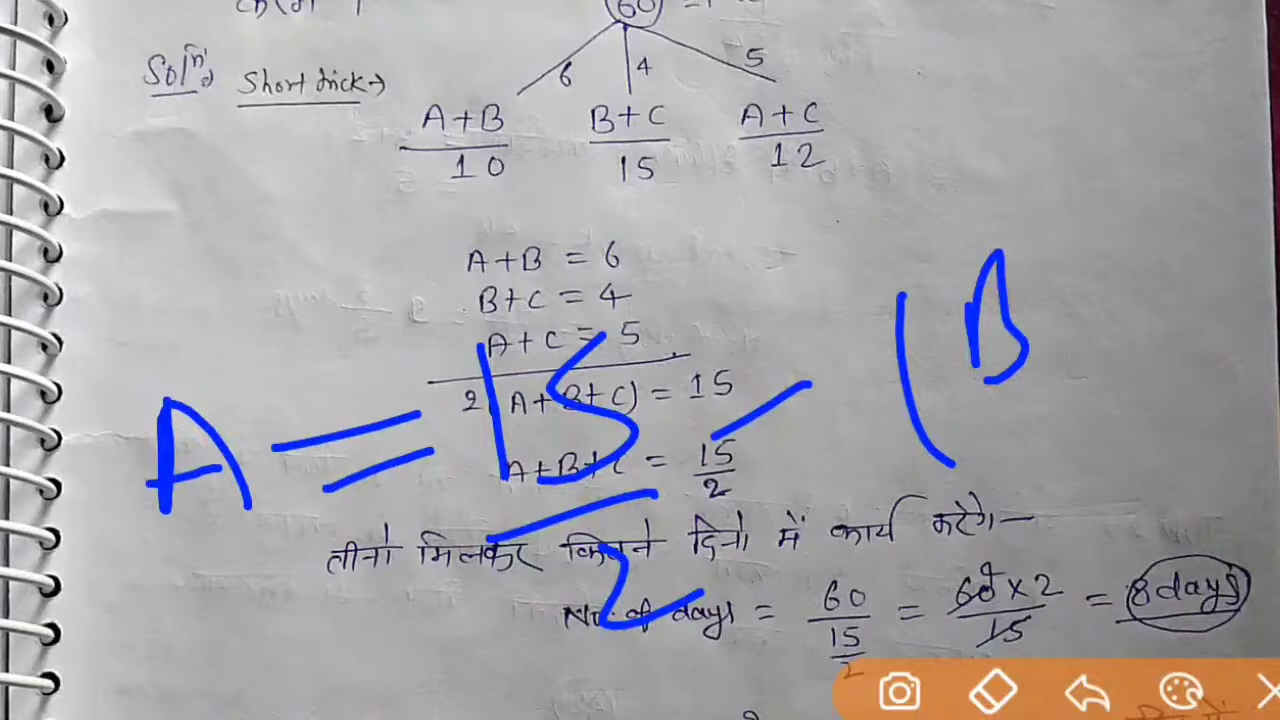 60
Solⁿ. Short trick→
6 4 5
A+B B+C A+C
10 15 12
A+B = 6
B+C = 4
A+C = 5
2(A+B+C) = 15
A+B+C = 15/2
A = 15/2 - (B
तीनो मिलकर कितने दिनो में कार्य करेंगे।-
No. of days = 60/(15/2) = 60×2/15 = 8 days